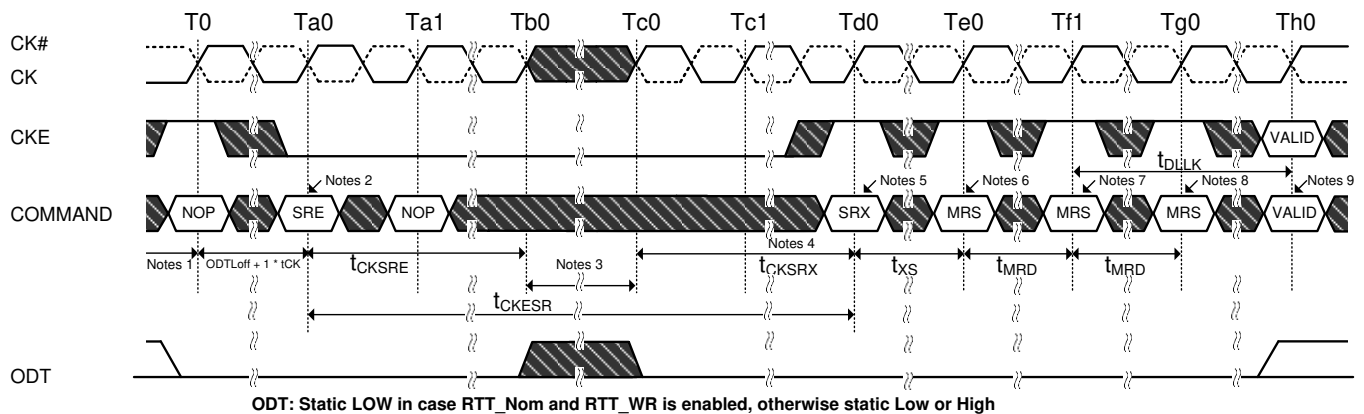 T0 Ta0 Ta1 Tb0 Tc0 Tc1 Td0 Te0 Tf1 Tg0 Th0
CK#
CK
CKE
VALID
tDLLK
Notes 2 Notes 5 Notes 6 Notes 7 Notes 8 Notes 9
COMMAND
NOP SRE NOP SRX MRS MRS MRS VALID
Notes 1 ODTLoff + 1 * tCK tCKSRE Notes 3 Notes 4 tCKSRX tXS tMRD tMRD
tCKESR
ODT
ODT: Static LOW in case RTT_Nom and RTT_WR is enabled, otherwise static Low or High